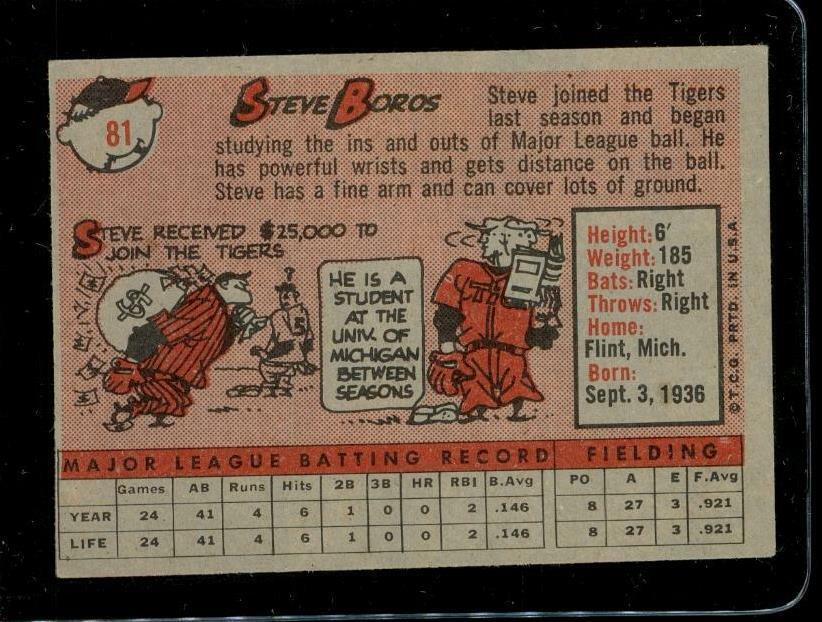 81
STEVE BOROS
Steve joined the Tigers
last season and began
studying the ins and outs of Major League ball. He
has powerful wrists and gets distance on the ball.
Steve has a fine arm and can cover lots of ground.
STEVE RECEIVED $25,000 TO
JOIN THE TIGERS
$
?
5
HE IS A
STUDENT
AT THE
UNIV. OF
MICHIGAN
BETWEEN
SEASONS
Height: 6'
Weight: 185
Bats: Right
Throws: Right
Home:
Flint, Mich.
Born:
Sept. 3, 1936
©T.C.G. PRTD. IN U.S.A.
MAJOR LEAGUE BATTING RECORD FIELDING
Games AB Runs Hits 2B 3B HR RBI B.Avg PO A E F.Avg
YEAR 24 41 4 6 1 0 0 2 .146 8 27 3 .921
LIFE 24 41 4 6 1 0 0 2 .146 8 27 3 .921